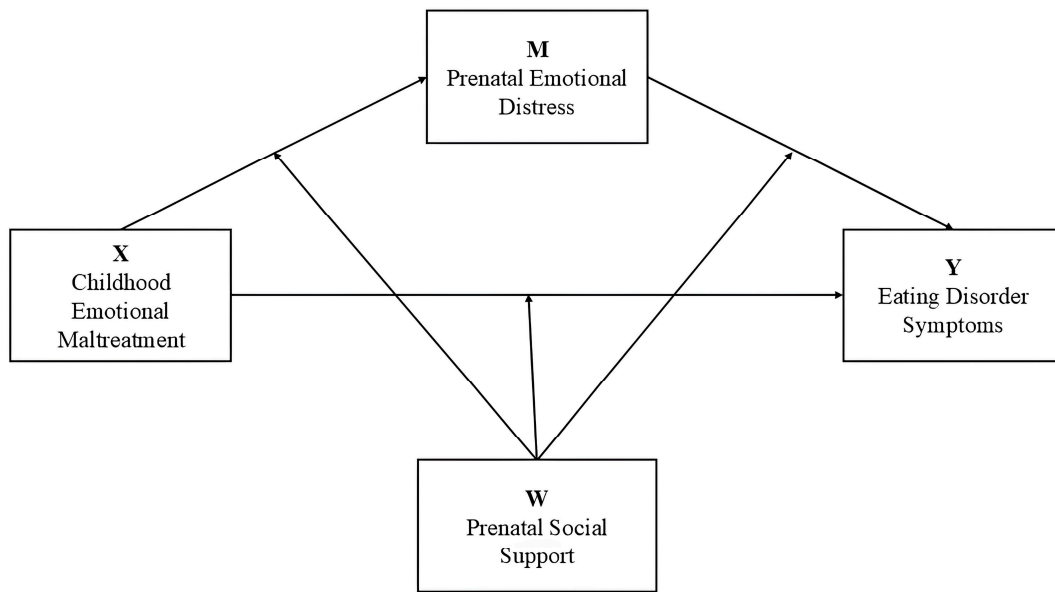 M
Prenatal Emotional
Distress
X
Childhood
Emotional
Maltreatment
Y
Eating Disorder
Symptoms
W
Prenatal Social
Support